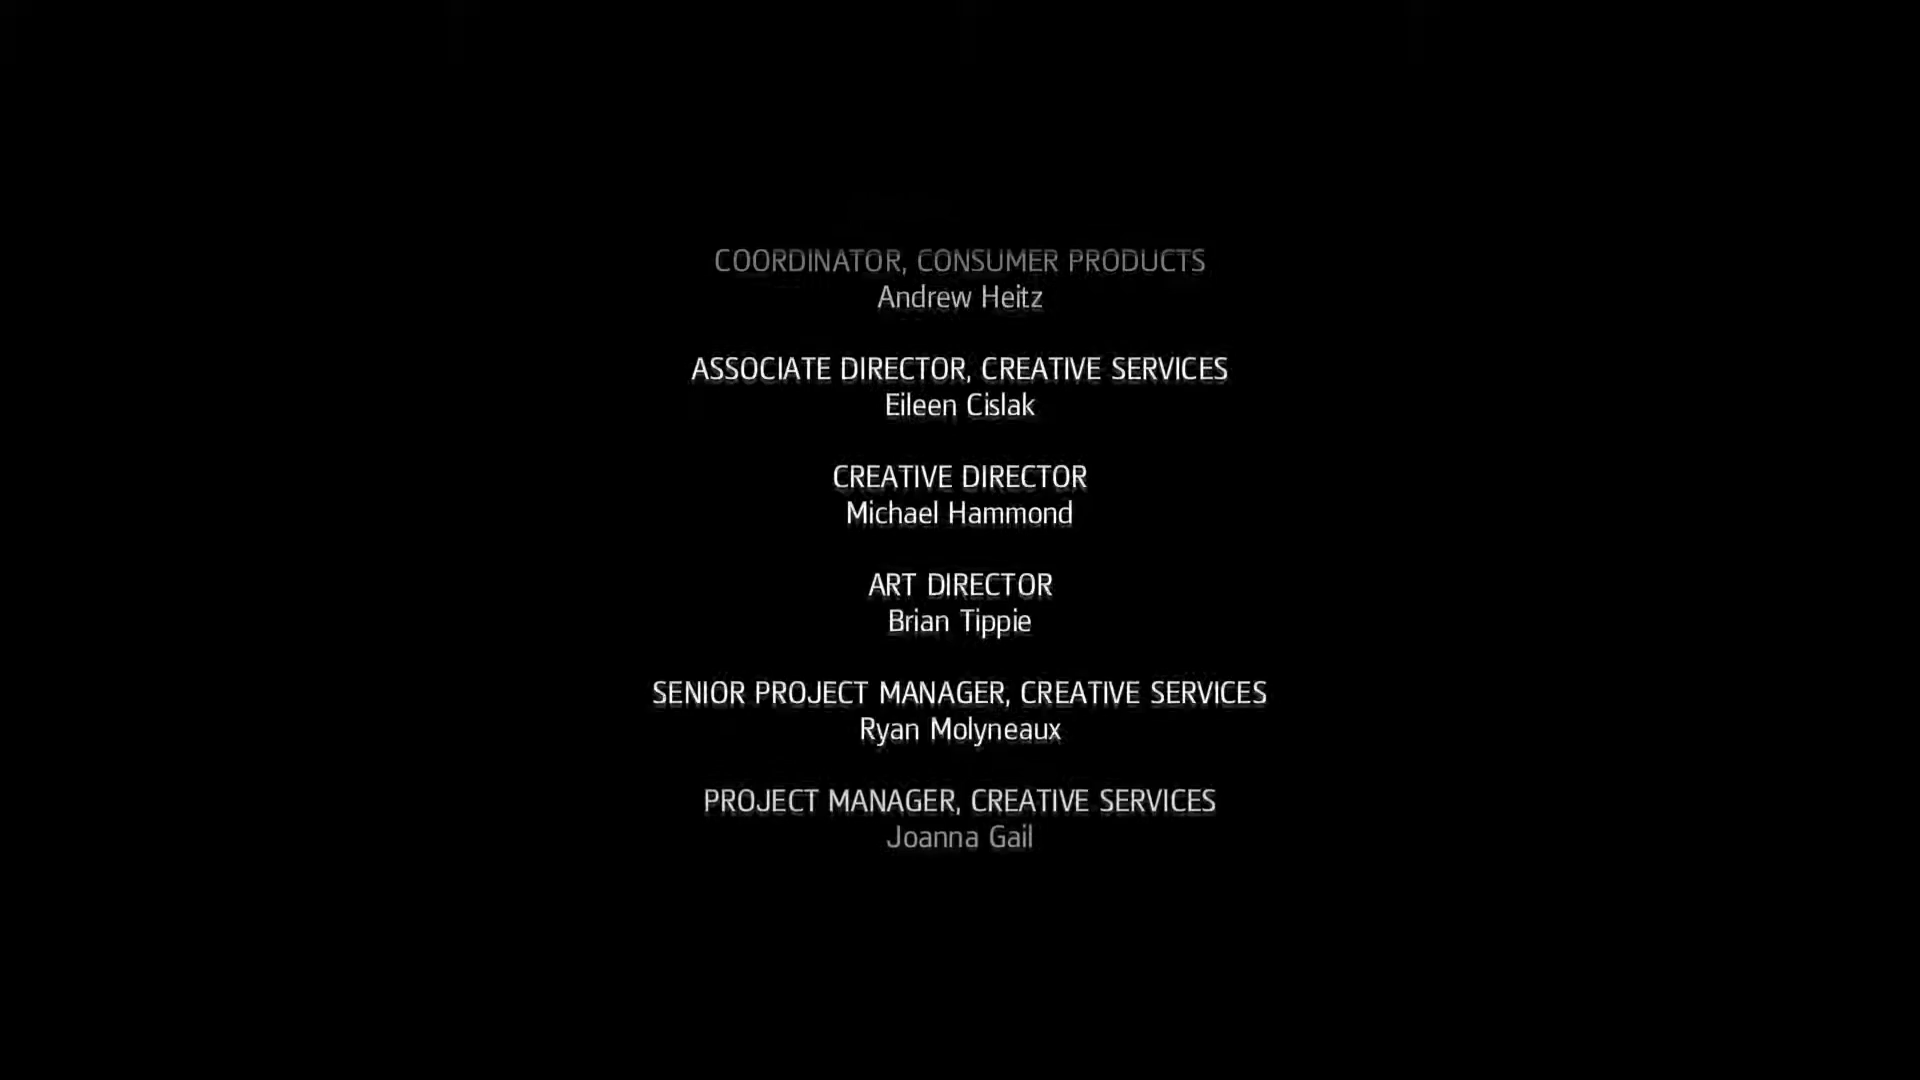 COORDINATOR, CONSUMER PRODUCTS
Andrew Heitz
ASSOCIATE DIRECTOR, CREATIVE SERVICES
Eileen Cislak
CREATIVE DIRECTOR
Michael Hammond
ART DIRECTOR
Brian Tippie
SENIOR PROJECT MANAGER, CREATIVE SERVICES
Ryan Molyneaux
PROJECT MANAGER, CREATIVE SERVICES
Joanna Gail